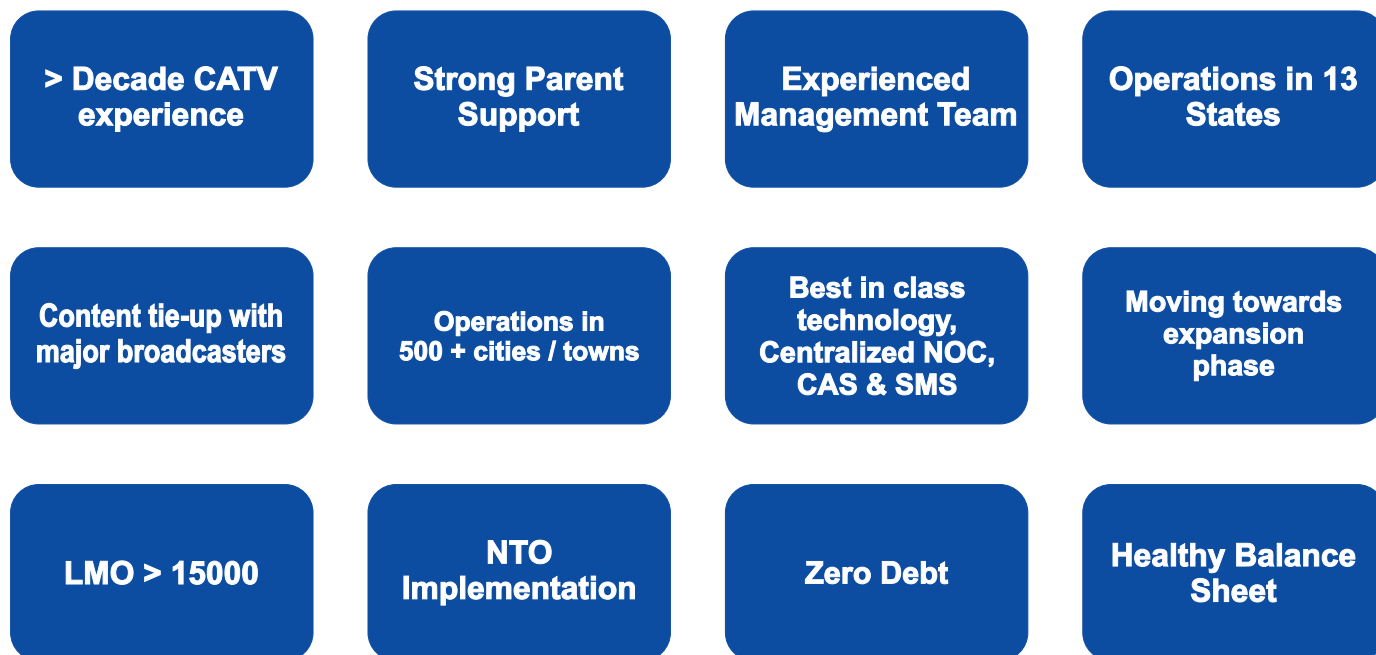 > Decade CATV
experience
Strong Parent
Support
Experienced
Management Team
Operations in 13
States
Content tie-up with
major broadcasters
Operations in
500 + cities / towns
Best in class
technology,
Centralized NOC,
CAS & SMS
Moving towards
expansion
phase
LMO > 15000
NTO
Implementation
Zero Debt
Healthy Balance
Sheet